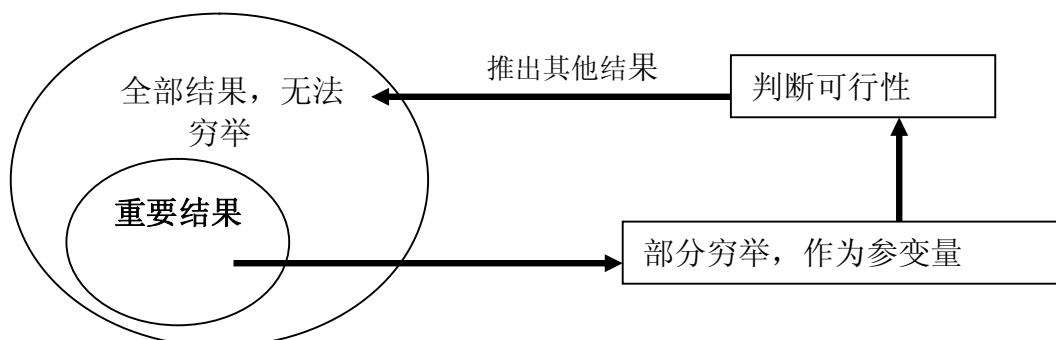 全部结果，无法
穷举
重要结果
推出其他结果
判断可行性
部分穷举，作为参变量